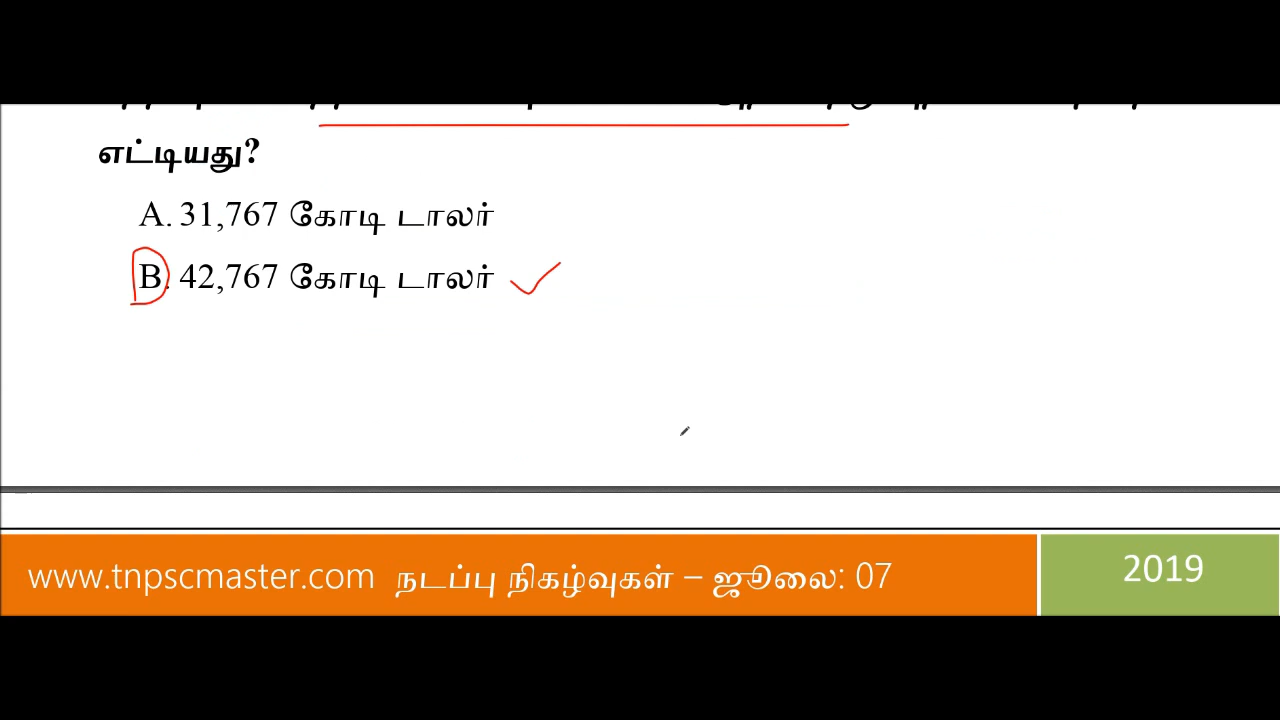 எட்டியது?
A. 31,767 கோடி டாலர்
B. 42,767 கோடி டாலர்
www.tnpscmaster.com நடப்பு நிகழ்வுகள் – ஜூலை: 07
2019